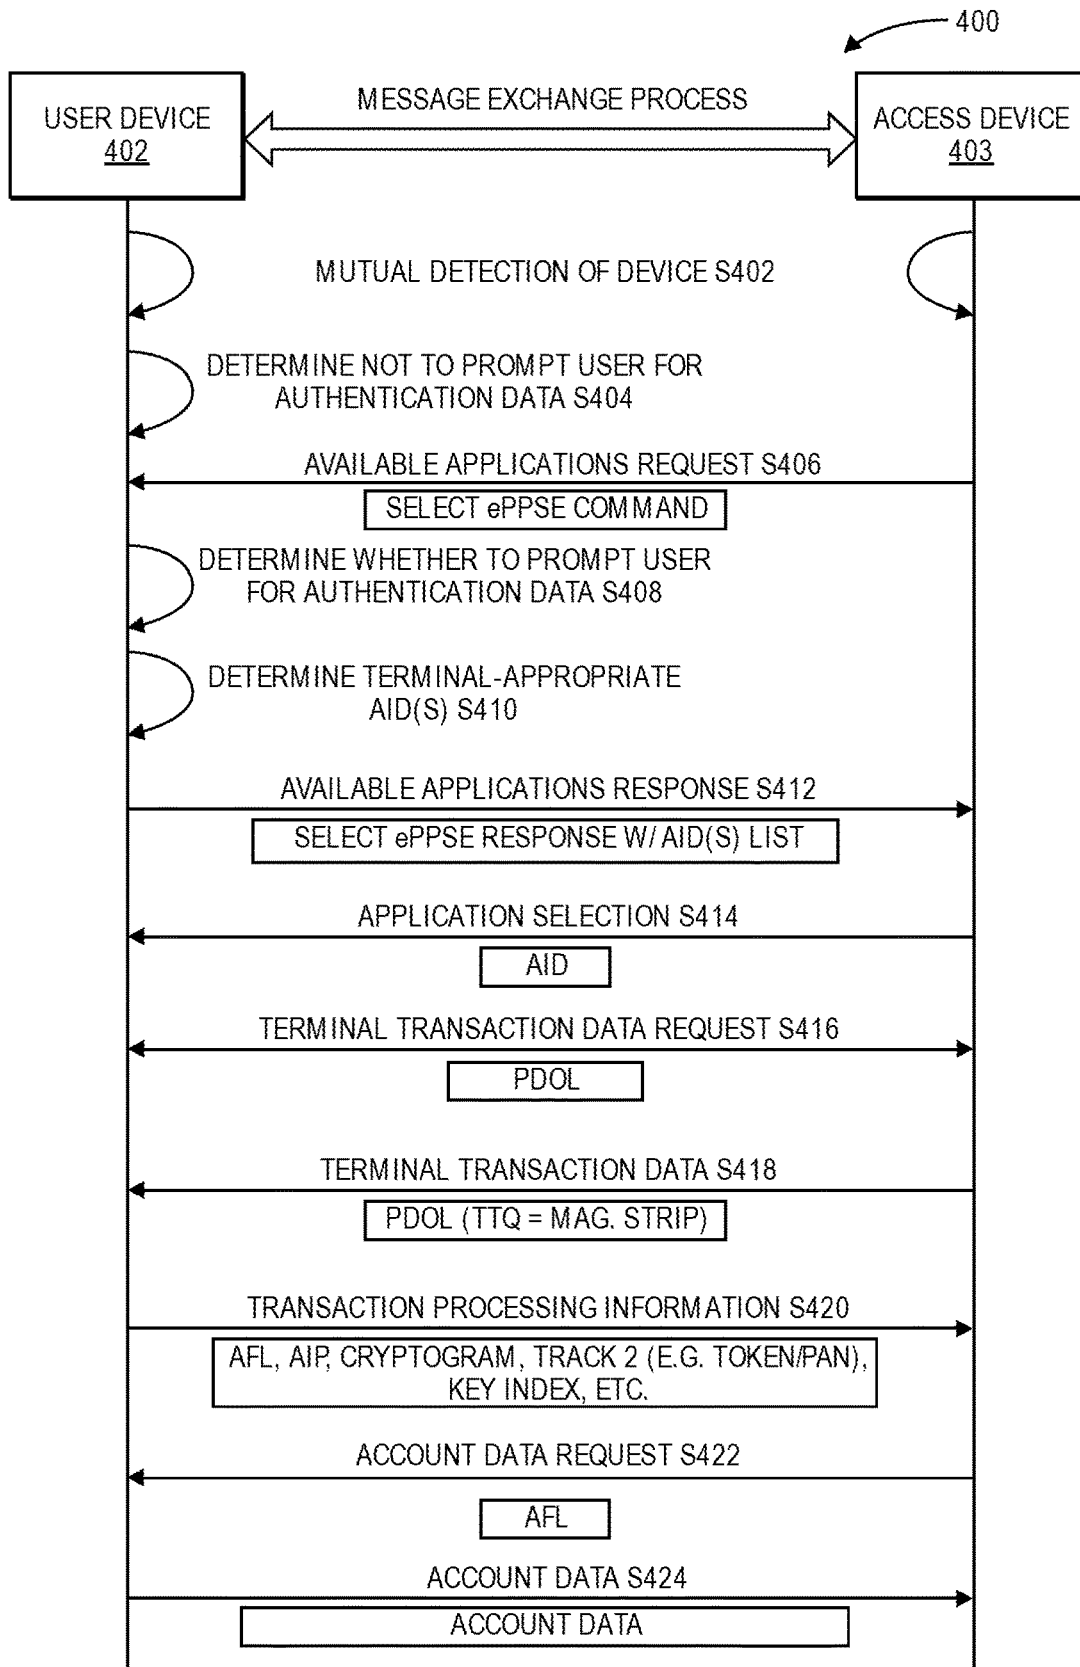 400
USER DEVICE
402
MESSAGE EXCHANGE PROCESS
ACCESS DEVICE
403
MUTUAL DETECTION OF DEVICE S402
DETERMINE NOT TO PROMPT USER FOR
AUTHENTICATION DATA S404
AVAILABLE APPLICATIONS REQUEST S406
SELECT ePPSE COMMAND
DETERMINE WHETHER TO PROMPT USER
FOR AUTHENTICATION DATA S408
DETERMINE TERMINAL-APPROPRIATE
AID(S) S410
AVAILABLE APPLICATIONS RESPONSE S412
SELECT ePPSE RESPONSE W/ AID(S) LIST
APPLICATION SELECTION S414
AID
TERMINAL TRANSACTION DATA REQUEST S416
PDOL
TERMINAL TRANSACTION DATA S418
PDOL (TTQ = MAG. STRIP)
TRANSACTION PROCESSING INFORMATION S420
AFL, AIP, CRYPTOGRAM, TRACK 2 (E.G. TOKEN/PAN),
KEY INDEX, ETC.
ACCOUNT DATA REQUEST S422
AFL
ACCOUNT DATA S424
ACCOUNT DATA